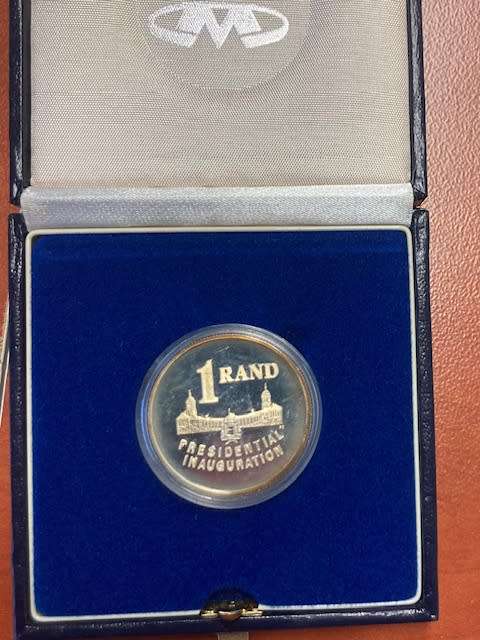 1 RAND
PRESIDENTIAL
INAUGURATION